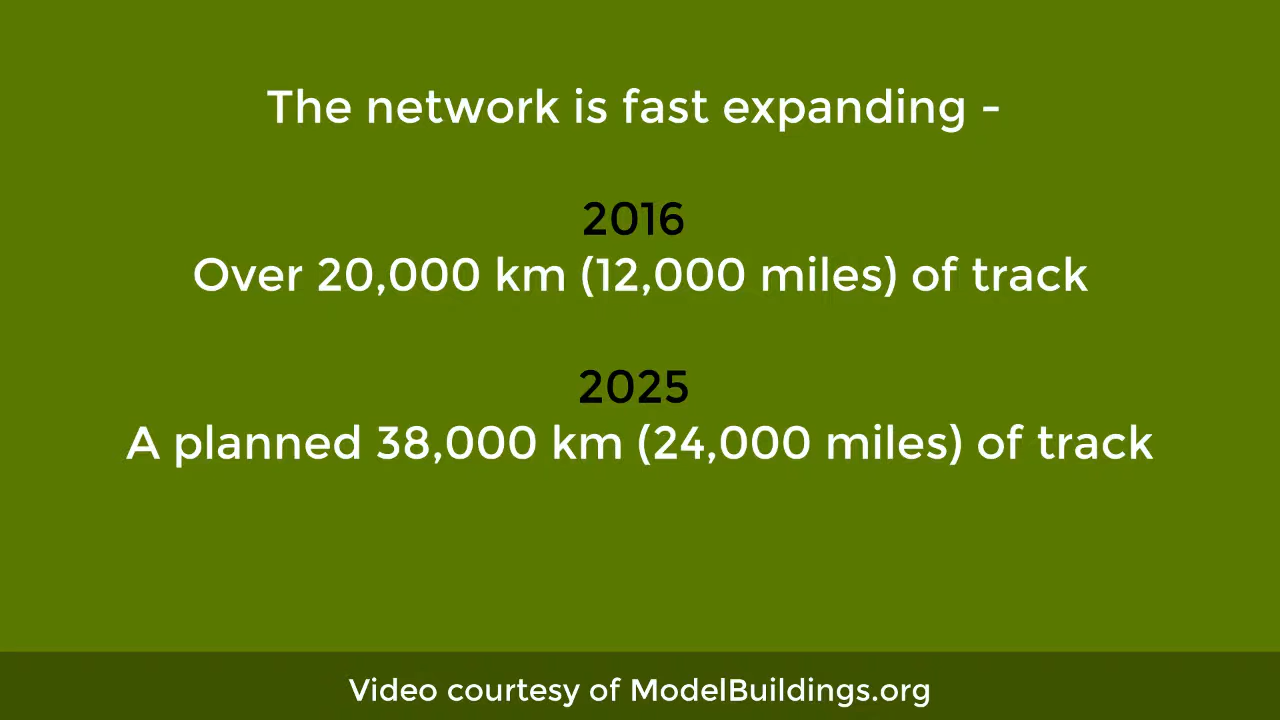 The network is fast expanding -
2016
Over 20,000 km (12,000 miles) of track
2025
A planned 38,000 km (24,000 miles) of track
Video courtesy of ModelBuildings.org